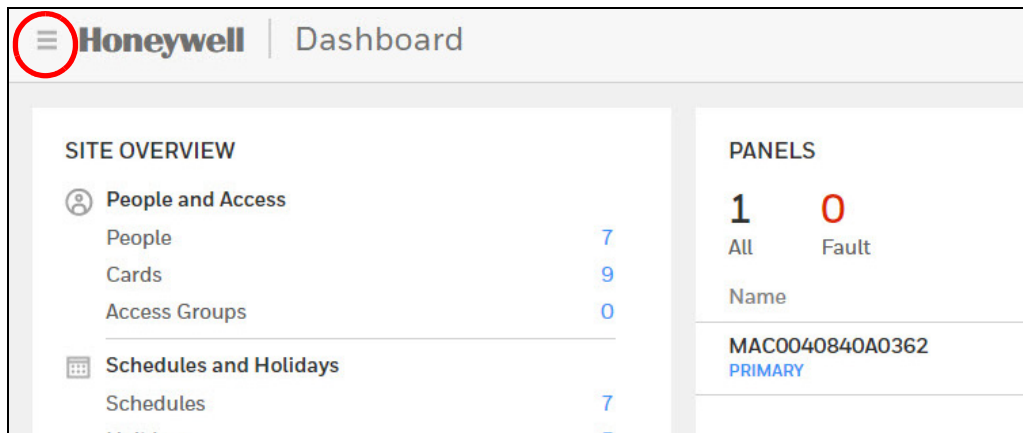 Honeywell Dashboard
SITE OVERVIEW
People and Access
People 7
Cards 9
Access Groups 0
Schedules and Holidays
Schedules 7
PANELS
1 0
All Fault
Name
MAC0040840A0362
PRIMARY